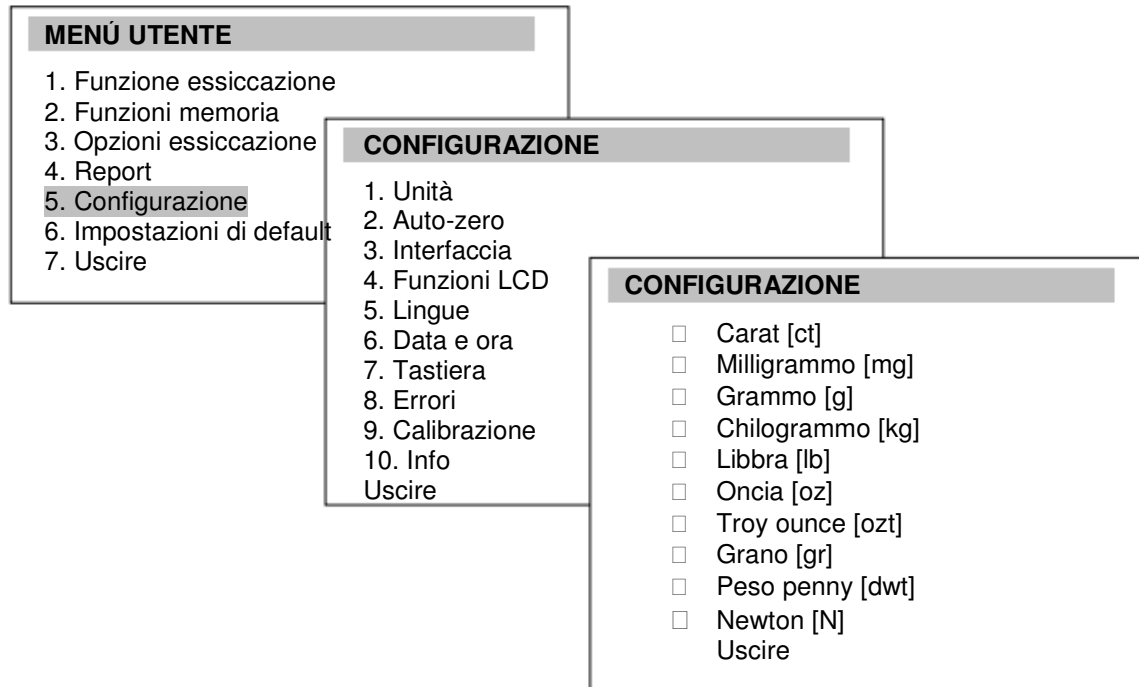 MENÚ UTENTE
1. Funzione essiccazione
2. Funzioni memoria
3. Opzioni essiccazione
4. Report
5. Configurazione
6. Impostazioni di default
7. Uscire
CONFIGURAZIONE
1. Unità
2. Auto-zero
3. Interfaccia
4. Funzioni LCD
5. Lingue
6. Data e ora
7. Tastiera
8. Errori
9. Calibrazione
10. Info
Uscire
CONFIGURAZIONE
□ Carat [ct]
□ Milligrammo [mg]
□ Grammo [g]
□ Chilogrammo [kg]
□ Libbra [lb]
□ Oncia [oz]
□ Troy ounce [ozt]
□ Grano [gr]
□ Peso penny [dwt]
□ Newton [N]
Uscire